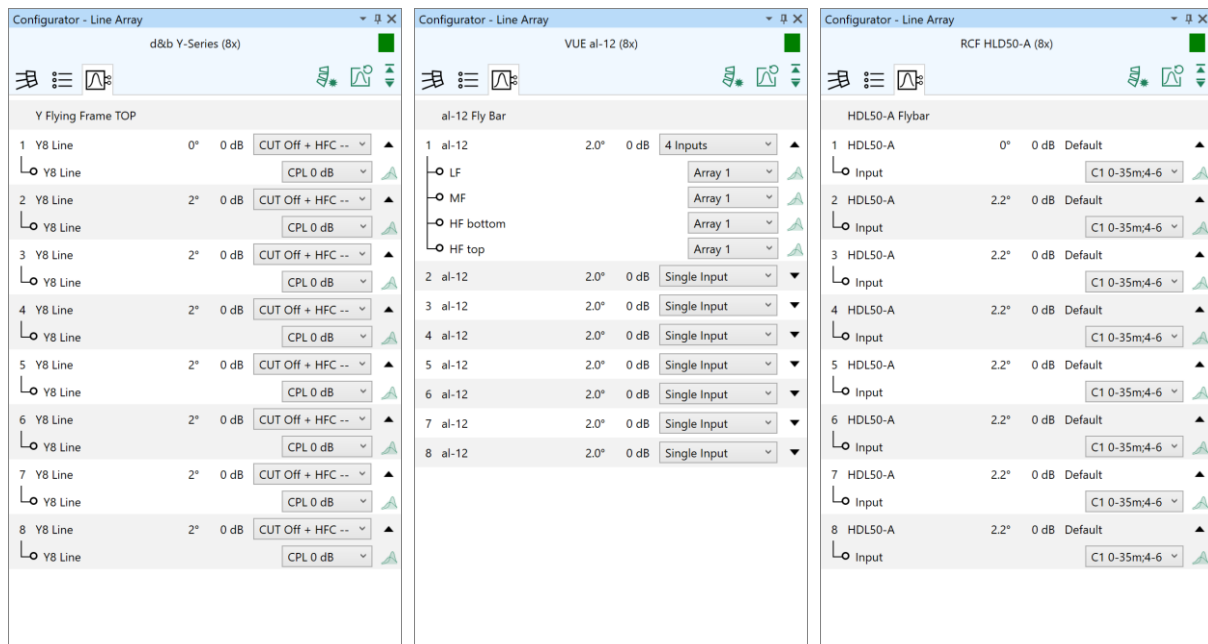 Configurator - Line Array
d&b Y-Series (8x)
Y Flying Frame TOP
1 Y8 Line 0° 0 dB CUT Off + HFC --
Y8 Line CPL 0 dB
2 Y8 Line 2° 0 dB CUT Off + HFC --
Y8 Line CPL 0 dB
3 Y8 Line 2° 0 dB CUT Off + HFC --
Y8 Line CPL 0 dB
4 Y8 Line 2° 0 dB CUT Off + HFC --
Y8 Line CPL 0 dB
5 Y8 Line 2° 0 dB CUT Off + HFC --
Y8 Line CPL 0 dB
6 Y8 Line 2° 0 dB CUT Off + HFC --
Y8 Line CPL 0 dB
7 Y8 Line 2° 0 dB CUT Off + HFC --
Y8 Line CPL 0 dB
8 Y8 Line 2° 0 dB CUT Off + HFC --
Y8 Line CPL 0 dB
Configurator - Line Array
VUE al-12 (8x)
al-12 Fly Bar
1 al-12 2.0° 0 dB 4 Inputs
LF Array 1
MF Array 1
HF bottom Array 1
HF top Array 1
2 al-12 2.0° 0 dB Single Input
3 al-12 2.0° 0 dB Single Input
4 al-12 2.0° 0 dB Single Input
5 al-12 2.0° 0 dB Single Input
6 al-12 2.0° 0 dB Single Input
7 al-12 2.0° 0 dB Single Input
8 al-12 2.0° 0 dB Single Input
Configurator - Line Array
RCF HLD50-A (8x)
HDL50-A Flybar
1 HDL50-A 0° 0 dB Default
Input C1 0-35m;4-6
2 HDL50-A 2.2° 0 dB Default
Input C1 0-35m;4-6
3 HDL50-A 2.2° 0 dB Default
Input C1 0-35m;4-6
4 HDL50-A 2.2° 0 dB Default
Input C1 0-35m;4-6
5 HDL50-A 2.2° 0 dB Default
Input C1 0-35m;4-6
6 HDL50-A 2.2° 0 dB Default
Input C1 0-35m;4-6
7 HDL50-A 2.2° 0 dB Default
Input C1 0-35m;4-6
8 HDL50-A 2.2° 0 dB Default
Input C1 0-35m;4-6